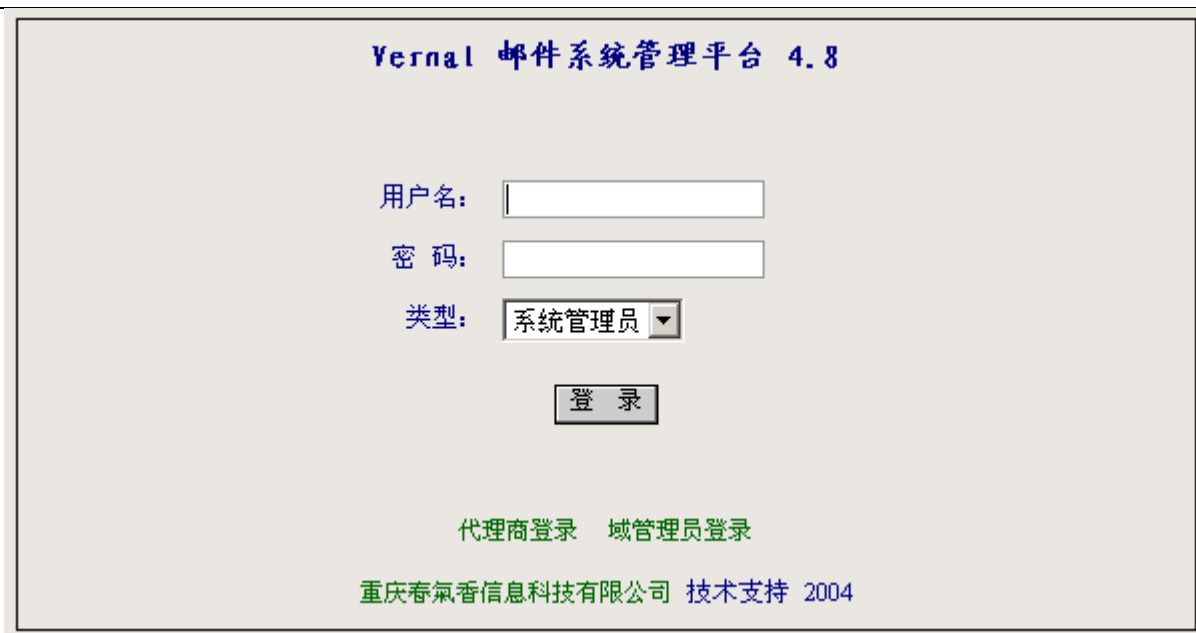 Vernal 邮件系统管理平台 4.8
用户名:
密 码:
类型: 系统管理员
登 录
代理商登录 域管理员登录
重庆春氣香信息科技有限公司 技术支持 2004